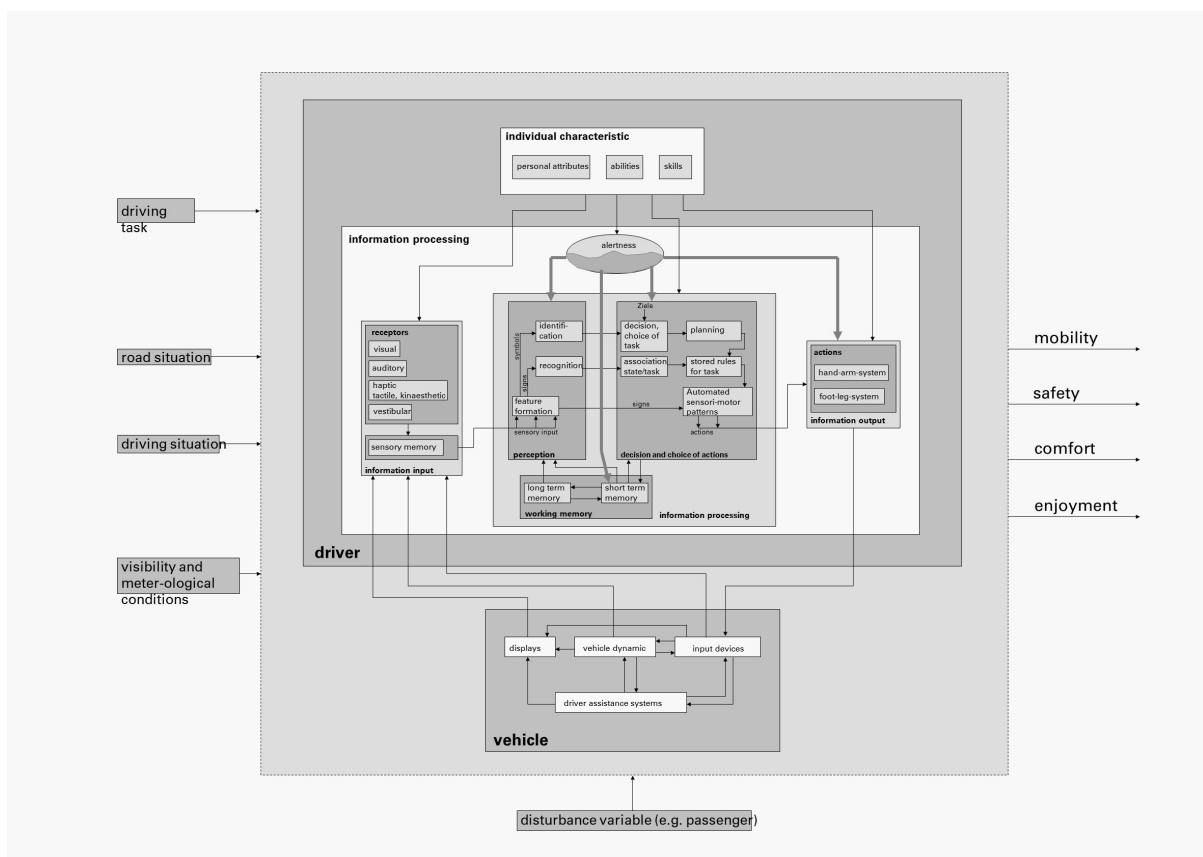 individual characteristic
personal attributes
abilities
skills
driving
task
road situation
driving situation
visibility and
meter-ological
conditions
information processing
alertness
receptors
visual
auditory
haptic
tactile, kinaesthetic
vestibular
sensory memory
information input
symbols
signs
identifi-
cation
recognition
feature
formation
sensory input
perception
Ziele
decision,
choice of
task
planning
association
state/task
stored rules
for task
signs
Automated
sensori-motor
patterns
actions
decision and choice of actions
long term
memory
short term
memory
working memory
information processing
actions
hand-arm-system
foot-leg-system
information output
driver
displays
vehicle dynamic
input devices
driver assistance systems
vehicle
mobility
safety
comfort
enjoyment
disturbance variable (e.g. passenger)